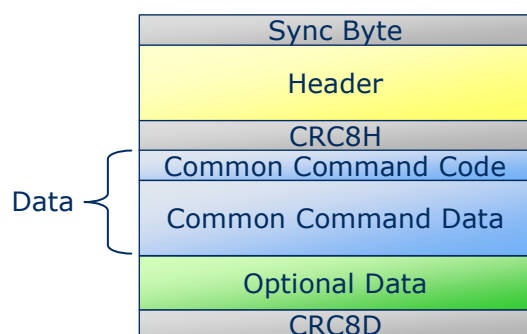 Sync Byte
Header
CRC8H
Common Command Code
Data
Common Command Data
Optional Data
CRC8D